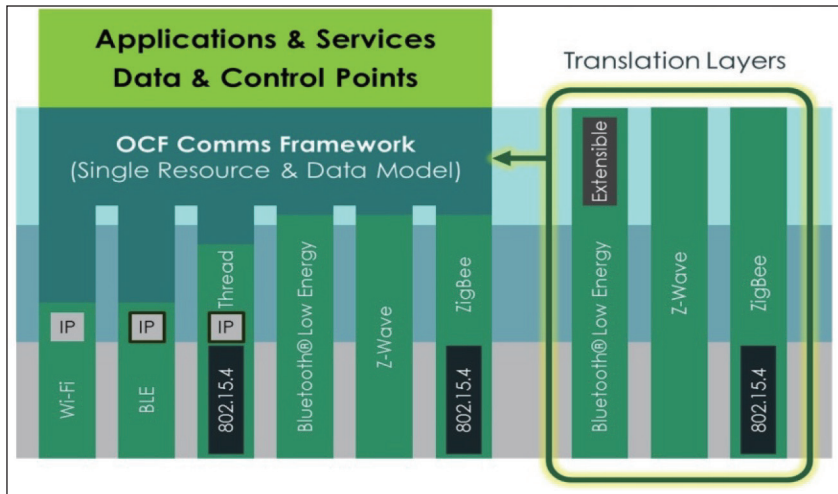 Applications & Services
Data & Control Points
Translation Layers
OCF Comms Framework
(Single Resource & Data Model)
IP
Wi-Fi
IP
BLE
Thread
IP
802.15.4
Bluetooth® Low Energy
Z-Wave
ZigBee
802.15.4
Extensible
Bluetooth® Low Energy
Z-Wave
ZigBee
802.15.4